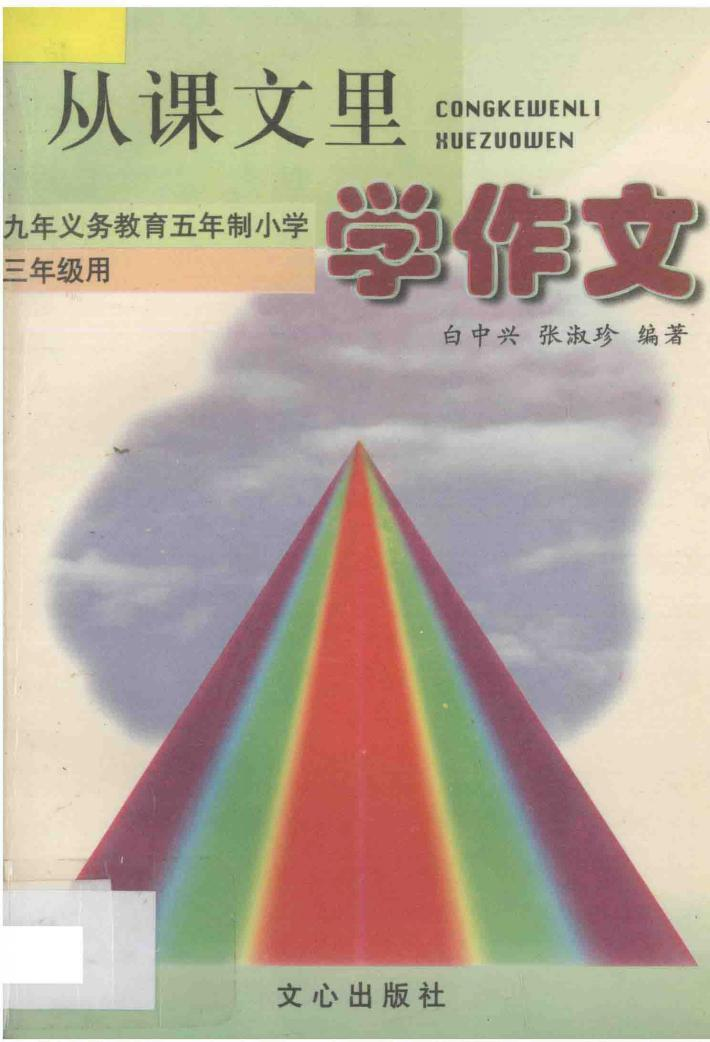 从课文里
CONGKEWENLI
XUEZUOWEN
学作文
九年义务教育五年制小学
三年级用
白中兴 张淑珍 编著
文心出版社